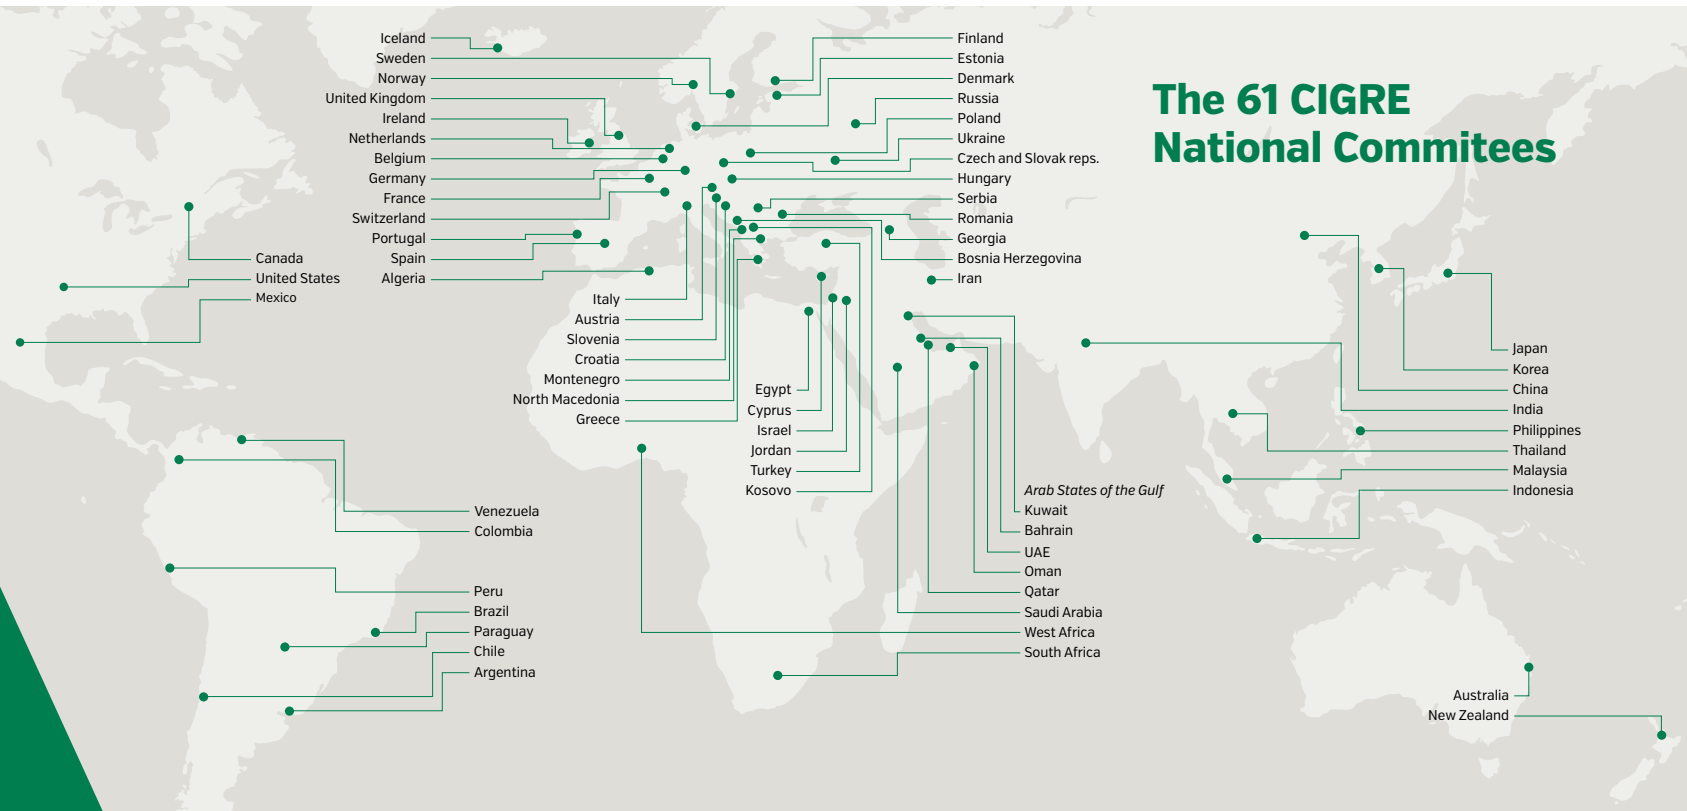 The 61 CIGRE
National Commitees
Iceland
Sweden
Norway
United Kingdom
Ireland
Netherlands
Belgium
Germany
France
Switzerland
Portugal
Spain
Algeria
Finland
Estonia
Denmark
Russia
Poland
Ukraine
Czech and Slovak reps.
Hungary
Serbia
Romania
Georgia
Bosnia Herzegovina
Iran
Canada
United States
Mexico
Italy
Austria
Slovenia
Croatia
Montenegro
North Macedonia
Greece
Egypt
Cyprus
Israel
Jordan
Turkey
Kosovo
Japan
Korea
China
India
Philippines
Thailand
Malaysia
Indonesia
Venezuela
Colombia
Peru
Brazil
Paraguay
Chile
Argentina
Arab States of the Gulf
Kuwait
Bahrain
UAE
Oman
Qatar
Saudi Arabia
West Africa
South Africa
Australia
New Zealand